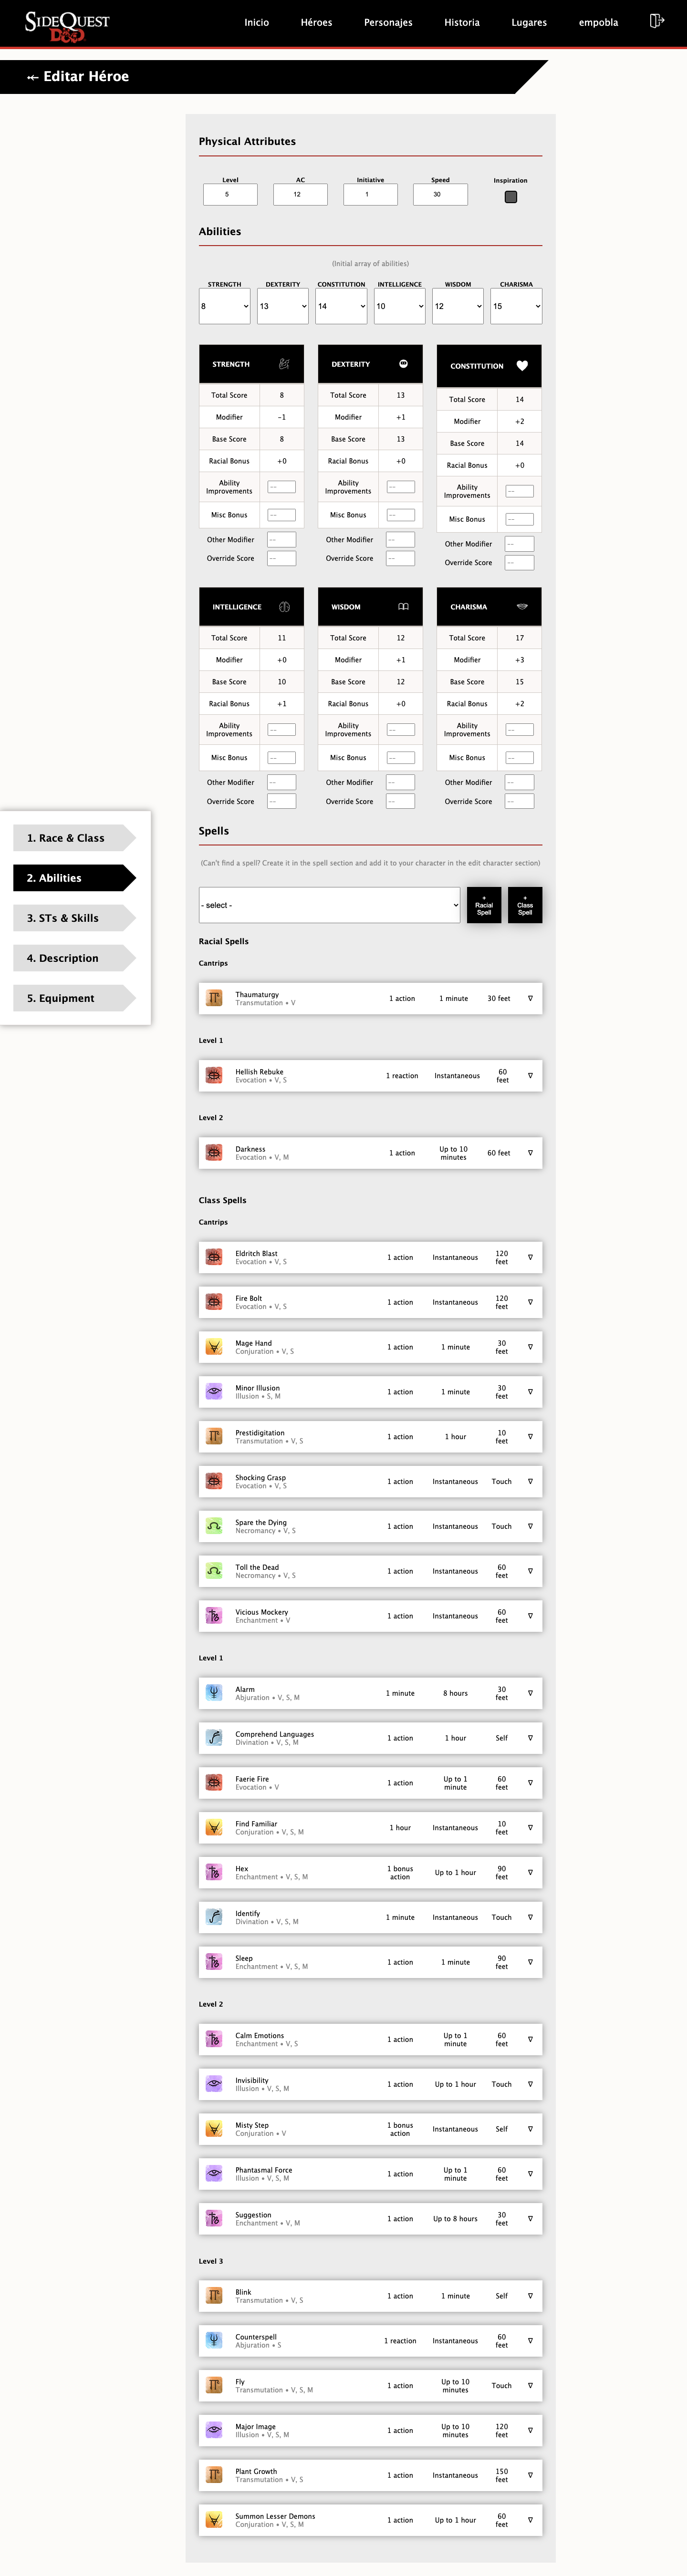 SIDEQUEST
D&D
Inicio Héroes Personajes Historia Lugares empobla
Editar Héroe
Physical Attributes
Level AC Initiative Speed Inspiration
5 12 1 30
Abilities
(Initial array of abilities)
STRENGTH DEXTERITY CONSTITUTION INTELLIGENCE WISDOM CHARISMA
8 13 14 10 12 15
STRENGTH
Total Score 8
Modifier −1
Base Score 8
Racial Bonus +0
Ability
Improvements --
Misc Bonus --
Other Modifier --
Override Score --
DEXTERITY
Total Score 13
Modifier +1
Base Score 13
Racial Bonus +0
Ability
Improvements --
Misc Bonus --
Other Modifier --
Override Score --
CONSTITUTION
Total Score 14
Modifier +2
Base Score 14
Racial Bonus +0
Ability
Improvements --
Misc Bonus --
Other Modifier --
Override Score --
INTELLIGENCE
Total Score 11
Modifier +0
Base Score 10
Racial Bonus +1
Ability
Improvements --
Misc Bonus --
Other Modifier --
Override Score --
WISDOM
Total Score 12
Modifier +1
Base Score 12
Racial Bonus +0
Ability
Improvements --
Misc Bonus --
Other Modifier --
Override Score --
CHARISMA
Total Score 17
Modifier +3
Base Score 15
Racial Bonus +2
Ability
Improvements --
Misc Bonus --
Other Modifier --
Override Score --
1. Race & Class
2. Abilities
3. STs & Skills
4. Description
5. Equipment
Spells
(Can't find a spell? Create it in the spell section and add it to your character in the edit character section)
- select -
+
Racial
Spell
+
Class
Spell
Racial Spells
Cantrips
Thaumaturgy
Transmutation • V
1 action 1 minute 30 feet
Level 1
Hellish Rebuke
Evocation • V, S
1 reaction Instantaneous 60 feet
Level 2
Darkness
Evocation • V, M
1 action Up to 10 minutes 60 feet
Class Spells
Cantrips
Eldritch Blast
Evocation • V, S
1 action Instantaneous 120 feet
Fire Bolt
Evocation • V, S
1 action Instantaneous 120 feet
Mage Hand
Conjuration • V, S
1 action 1 minute 30 feet
Minor Illusion
Illusion • S, M
1 action 1 minute 30 feet
Prestidigitation
Transmutation • V, S
1 action 1 hour 10 feet
Shocking Grasp
Evocation • V, S
1 action Instantaneous Touch
Spare the Dying
Necromancy • V, S
1 action Instantaneous Touch
Toll the Dead
Necromancy • V, S
1 action Instantaneous 60 feet
Vicious Mockery
Enchantment • V
1 action Instantaneous 60 feet
Level 1
Alarm
Abjuration • V, S, M
1 minute 8 hours 30 feet
Comprehend Languages
Divination • V, S, M
1 action 1 hour Self
Faerie Fire
Evocation • V
1 action Up to 1 minute 60 feet
Find Familiar
Conjuration • V, S, M
1 hour Instantaneous 10 feet
Hex
Enchantment • V, S, M
1 bonus action Up to 1 hour 90 feet
Identify
Divination • V, S, M
1 minute Instantaneous Touch
Sleep
Enchantment • V, S, M
1 action 1 minute 90 feet
Level 2
Calm Emotions
Enchantment • V, S
1 action Up to 1 minute 60 feet
Invisibility
Illusion • V, S, M
1 action Up to 1 hour Touch
Misty Step
Conjuration • V
1 bonus action Instantaneous Self
Phantasmal Force
Illusion • V, S, M
1 action Up to 1 minute 60 feet
Suggestion
Enchantment • V, M
1 action Up to 8 hours 30 feet
Level 3
Blink
Transmutation • V, S
1 action 1 minute Self
Counterspell
Abjuration • S
1 reaction Instantaneous 60 feet
Fly
Transmutation • V, S, M
1 action Up to 10 minutes Touch
Major Image
Illusion • V, S, M
1 action Up to 10 minutes 120 feet
Plant Growth
Transmutation • V, S
1 action Instantaneous 150 feet
Summon Lesser Demons
Conjuration • V, S, M
1 action Up to 1 hour 60 feet